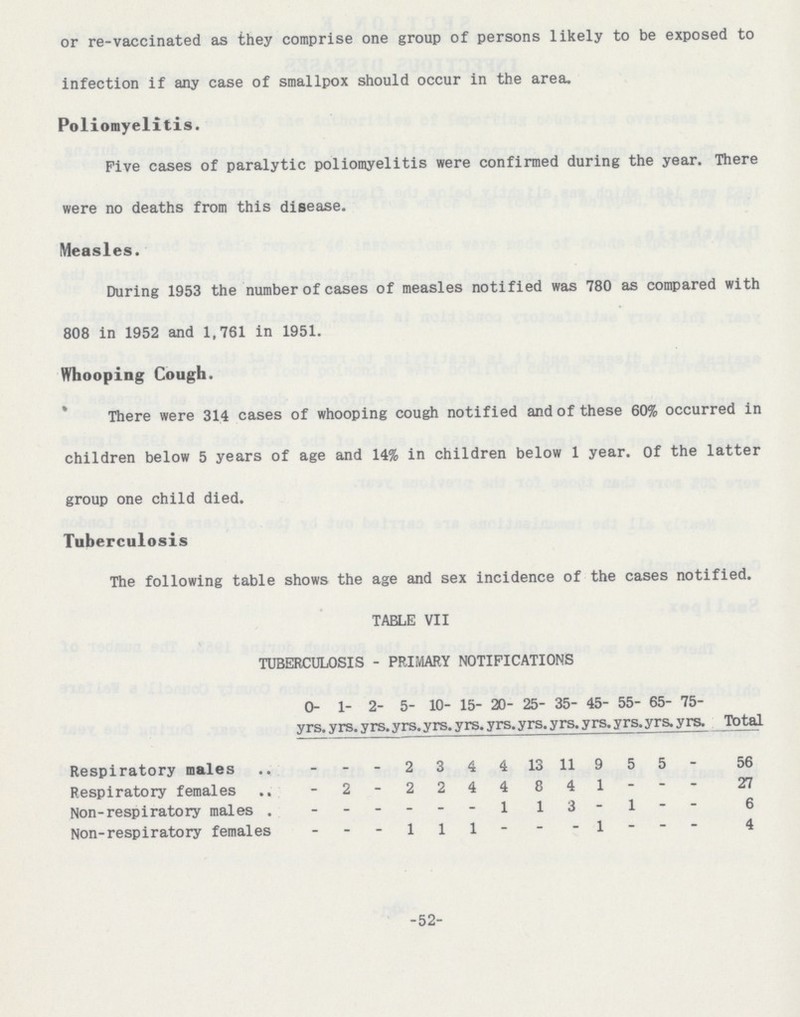 or re-vaccinated as they comprise one group of persons likely to be exposed to
infection if any case of smallpox should occur in the area.
Poliomyelitis.
Five cases of paralytic poliomyelitis were confirmed during the year. There
were no deaths from this disease.
Measles.
During 1953 the number of cases of measles notified was 780 as compared with
808 in 1952 and 1,761 in 1951.
Whooping Cough.
There were 314 cases of whooping cough notified and of these 60% occurred in
children below 5 years of age and 14% in children below 1 year. Of the latter
group one child died.
Tuberculosis
The following table shows the age and sex incidence of the cases notified.
TABLE VII
TUBERCULOSIS - PRIMARY NOTIFICATIONS
0- 1- 2- 5- 10- 15- 20- 25- 35- 45- 55- 65- 75-
yrs. yrs. yrs. yrs. yrs. yrs. yrs. yrs. yrs. yrs. yrs. yrs. yrs. Total
Respiratory males .. - - - 2 3 4 4 13 11 9 5 5 - 56
Respiratory females .. - 2 - 2 2 4 4 8 4 1 - - - 27
Non-respiratory males . - - - - - - 1 1 3 - 1 - - 6
Non-respiratory females - - - 1 1 1 - - - 1 - - - 4
-52-